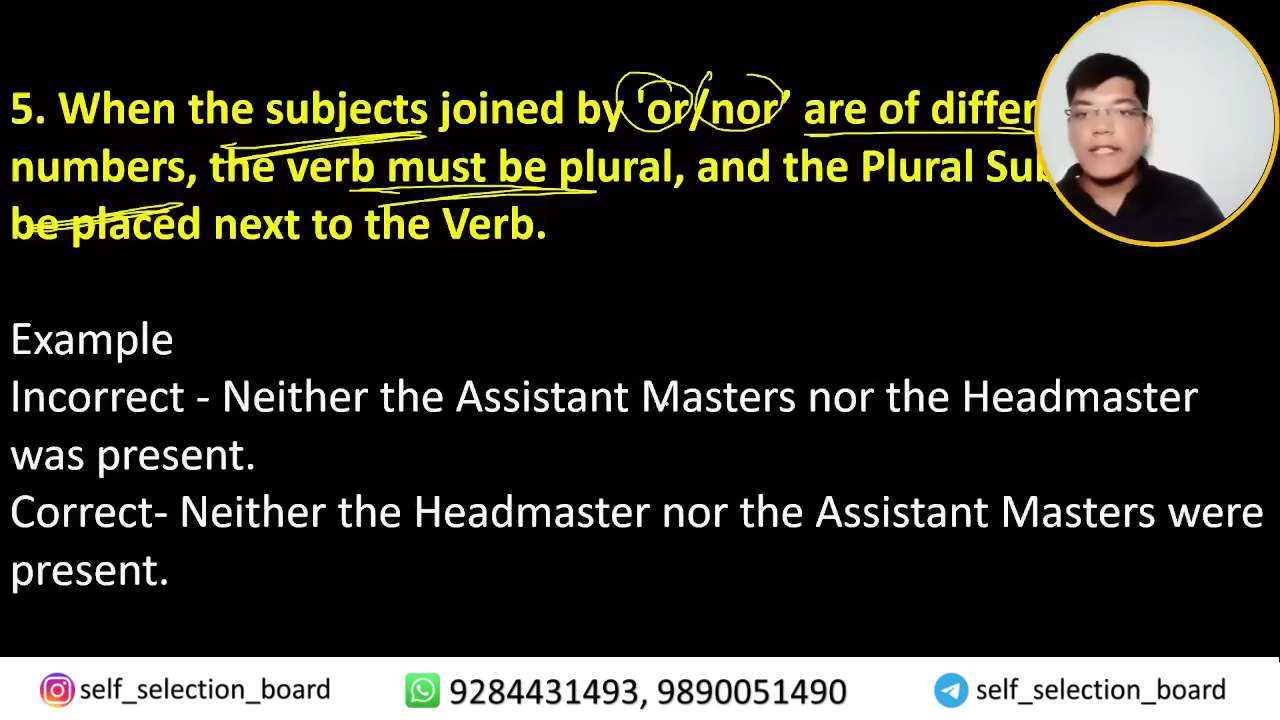 5. When the subjects joined by 'or/nor' are of
numbers, the verb must be plural, and the Plural
be placed next to the Verb.
Example
Incorrect - Neither the Assistant Masters nor the Headmaster
was present.
Correct- Neither the Headmaster nor the Assistant Masters were
present.
self_selection_board 9284431493, 9890051490 self_selection_board